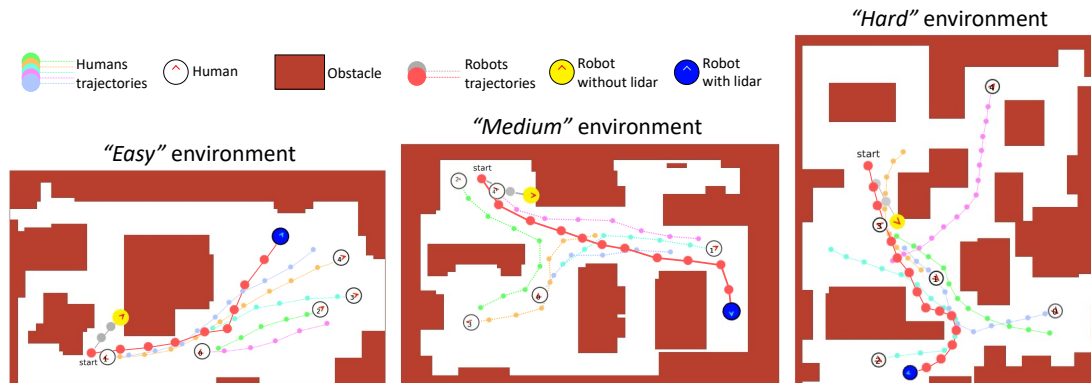 "Hard" environment
Humans
trajectories
Human
Obstacle
Robots
trajectories
Robot
without lidar
Robot
with lidar
"Medium" environment
"Easy" environment
start
start
start